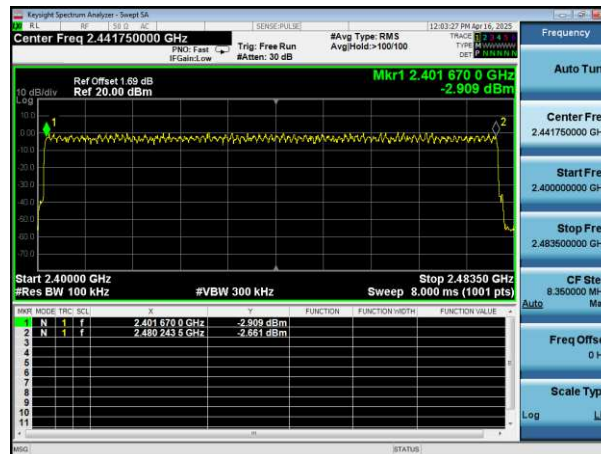 Keysight Spectrum Analyzer - Swept SA
RL RF 50 Ω AC SENSE:PULSE 12:03:27 PM Apr 16, 2025
Center Freq 2.441750000 GHz
PNO: Fast
IFGain:Low
Trig: Free Run
#Atten: 30 dB
#Avg Type: RMS
Avg|Hold:>100/100
TRACE 1 2 3 4 5 6
TYPE M W W W W W
DET P N N N N N
Ref Offset 1.69 dB
10 dB/div Ref 20.00 dBm
Log
Mkr1 2.401 670 0 GHz
-2.909 dBm
10.0
0.00
-10.0
-20.0
-30.0
-40.0
-50.0
-60.0
-70.0
1
2
Start 2.40000 GHz Stop 2.48350 GHz
#Res BW 100 kHz #VBW 300 kHz Sweep 8.000 ms (1001 pts)
MKR MODE TRC SCL X Y FUNCTION FUNCTION WIDTH FUNCTION VALUE
1 N 1 f 2.401 670 0 GHz -2.909 dBm
2 N 1 f 2.480 243 5 GHz -2.661 dBm
3
4
5
6
7
8
9
10
11
MSG STATUS
Frequency
Auto Tun
Center Fre
2.441750000 GH
Start Fre
2.400000000 GH
Stop Fre
2.483500000 GH
CF Ste
8.350000 MH
Auto Ma
Freq Offse
0 H
Scale Typ
Log Li